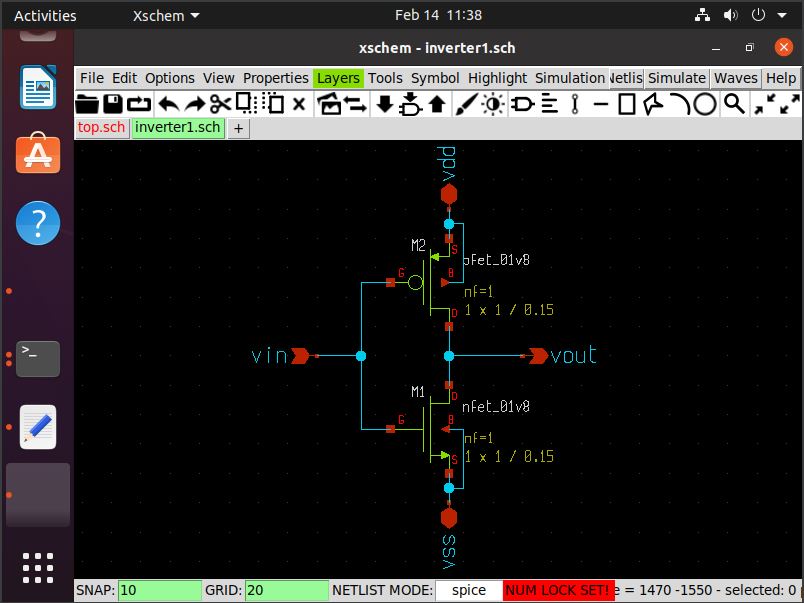 Activities Xschem Feb 14 11:38
xschem - inverter1.sch
File Edit Options View Properties Layers Tools Symbol Highlight Simulation Netlis Simulate Waves Help
top.sch inverter1.sch +
vdd
M2 S
pfet_01v8
G B
nf=1
D 1 x 1 / 0.15
vin vout
M1 D
nfet_01v8
G B
nf=1
S 1 x 1 / 0.15
vss
SNAP: 10 GRID: 20 NETLIST MODE: spice NUM LOCK SET! e = 1470 -1550 - selected: 0